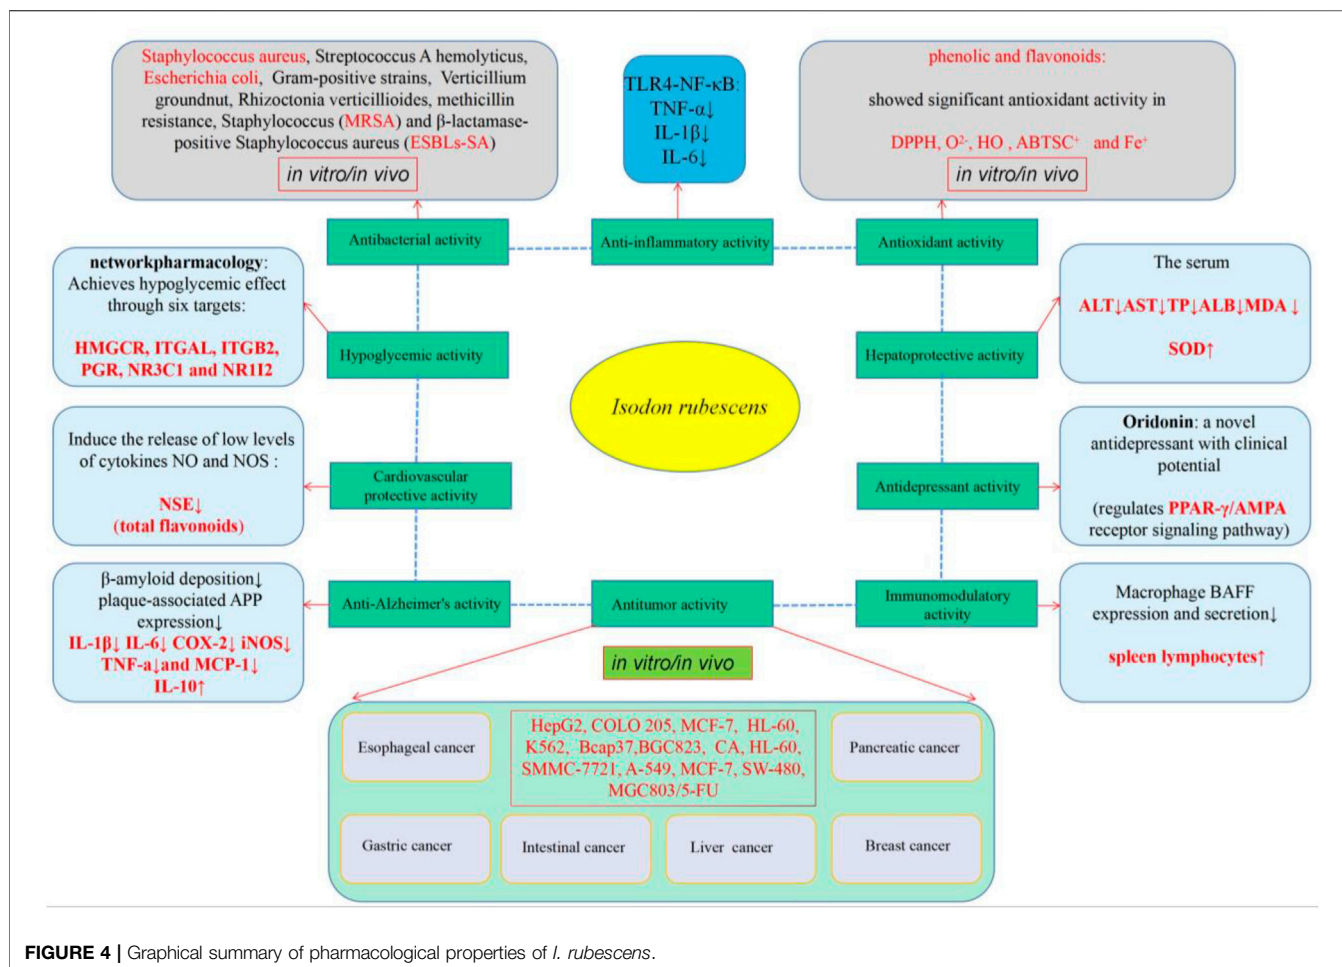 Staphylococcus aureus, Streptococcus A hemolyticus,
Escherichia coli, Gram-positive strains, Verticillium
groundnut, Rhizoctonia verticillioides, methicillin
resistance, Staphylococcus (MRSA) and β-lactamase-
positive Staphylococcus aureus (ESBLs-SA)
in vitro/in vivo
TLR4-NF-κB:
TNF-α↓
IL-1β↓
IL-6↓
phenolic and flavonoids:
showed significant antioxidant activity in
DPPH, O²⁻, HO , ABTSC⁺ and Fe⁺
in vitro/in vivo
Antibacterial activity
Anti-inflammatory activity
Antioxidant activity
networkpharmacology:
Achieves hypoglycemic effect
through six targets:
HMGCR, ITGAL, ITGB2,
PGR, NR3C1 and NR1I2
Hypoglycemic activity
Hepatoprotective activity
The serum
ALT↓AST↓TP↓ALB↓MDA ↓
SOD↑
Isodon rubescens
Induce the release of low levels
of cytokines NO and NOS :
NSE↓
(total flavonoids)
Cardiovascular
protective activity
Antidepressant activity
Oridonin: a novel
antidepressant with clinical
potential
(regulates PPAR-γ/AMPA
receptor signaling pathway)
β-amyloid deposition↓
plaque-associated APP
expression↓
IL-1β↓ IL-6↓ COX-2↓ iNOS↓
TNF-a↓and MCP-1↓
IL-10↑
Anti-Alzheimer's activity
Antitumor activity
Immunomodulatory
activity
Macrophage BAFF
expression and secretion↓
spleen lymphocytes↑
in vitro/in vivo
Esophageal cancer
HepG2, COLO 205, MCF-7, HL-60,
K562, Bcap37,BGC823, CA, HL-60,
SMMC-7721, A-549, MCF-7, SW-480,
MGC803/5-FU
Pancreatic cancer
Gastric cancer
Intestinal cancer
Liver cancer
Breast cancer
FIGURE 4 | Graphical summary of pharmacological properties of I. rubescens.